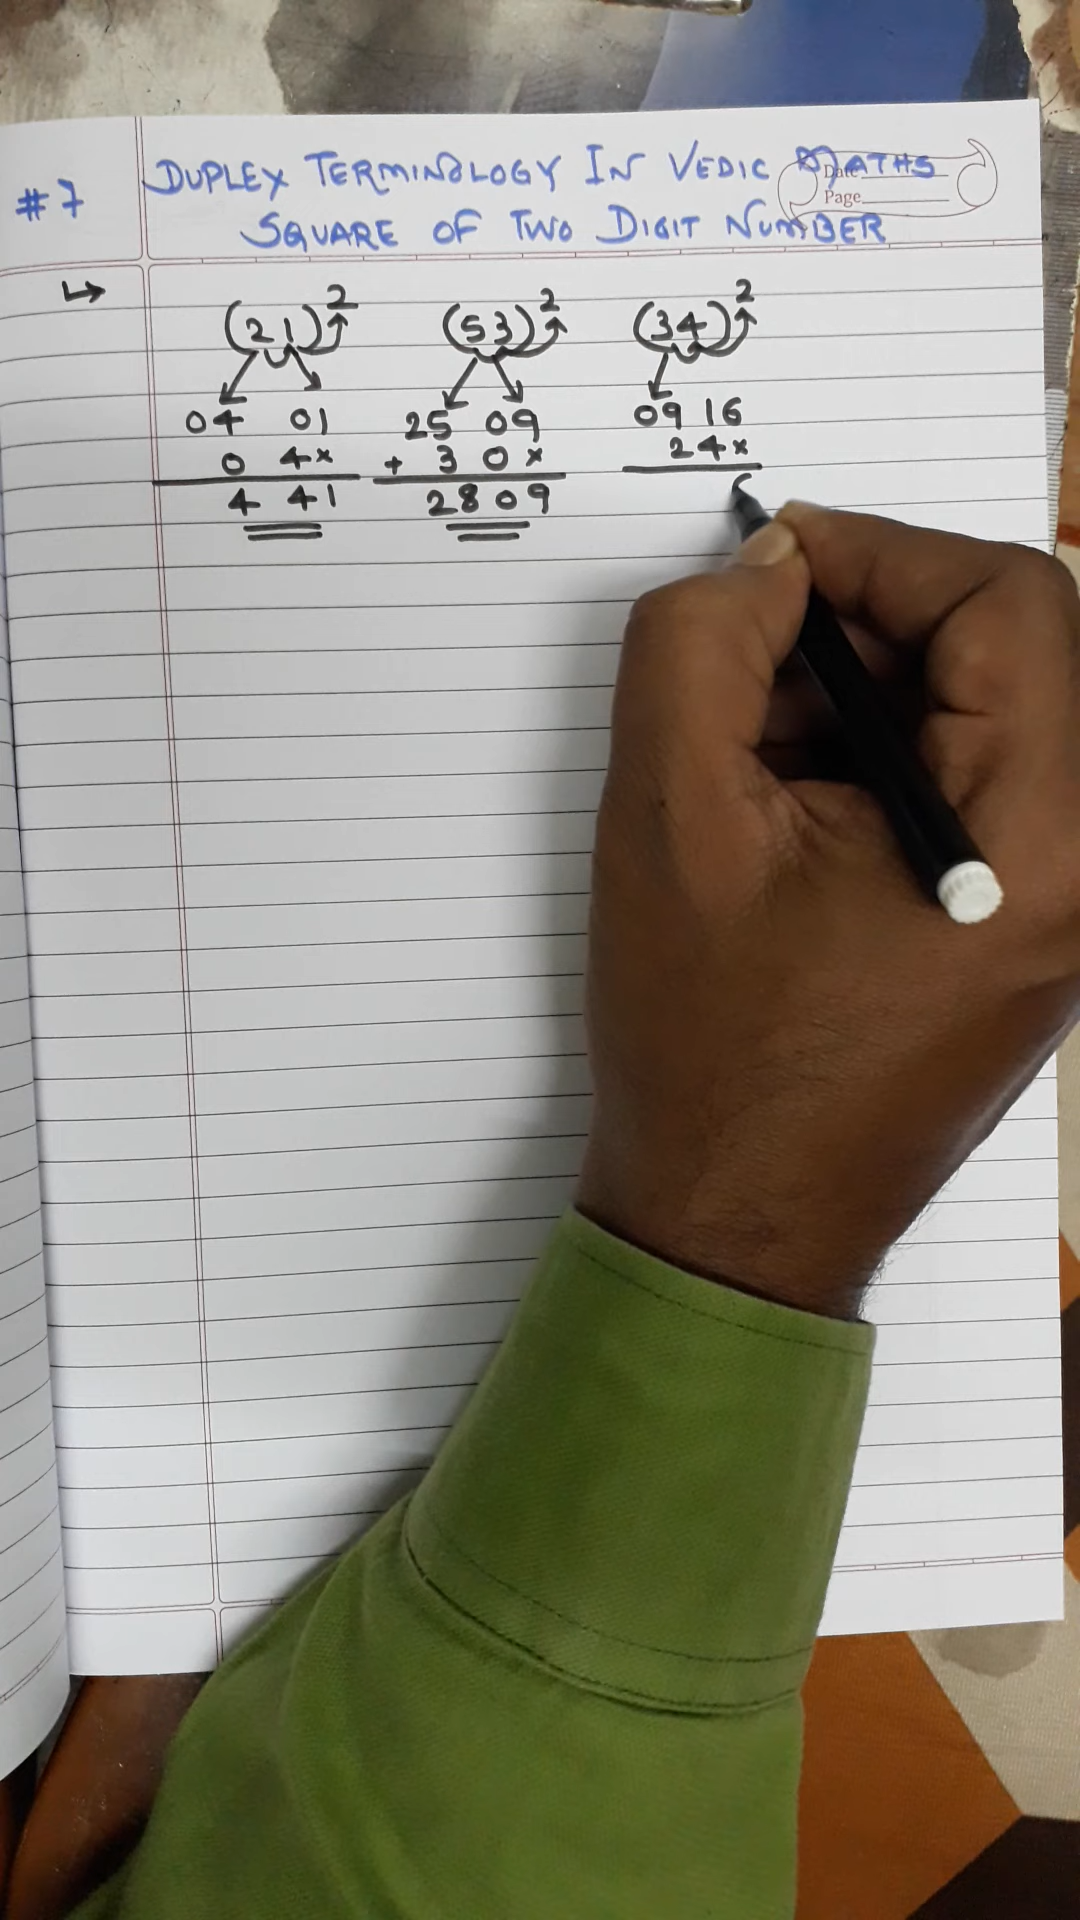 #7
DUPLEX TERMINOLOGY IN VEDIC MATHS
Date
Page
SQUARE OF TWO DIGIT NUMBER
↳ (21)² (53)² (34)²
04 01 25 09 09 16
0 4x + 3 0x 24x
4 41 2809